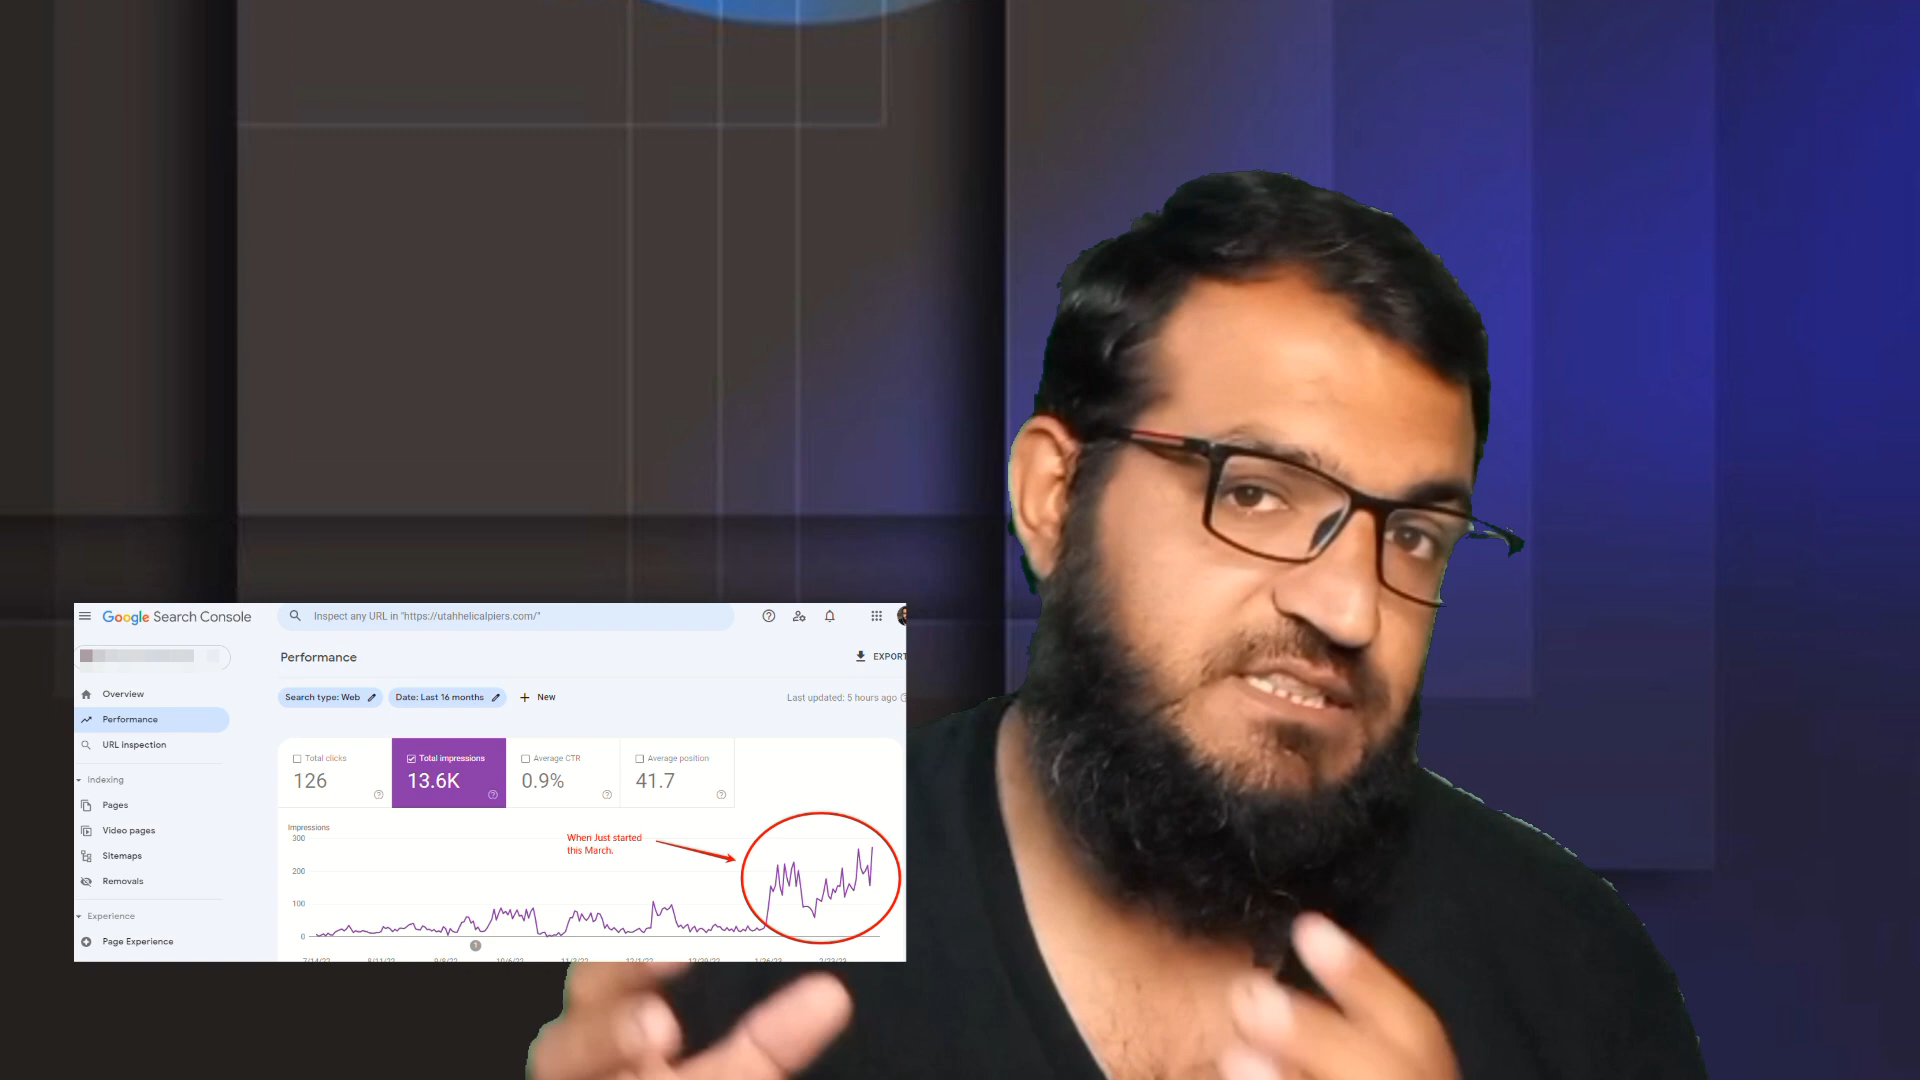 Google Search Console
Inspect any URL in "https://utahhelicalpiers.com/"
Performance
EXPORT
Overview
Search type: Web
Date: Last 16 months
New
Last updated: 5 hours ago
Performance
URL inspection
Total clicks
Total impressions
Average CTR
Average position
126
13.6K
0.9%
41.7
Indexing
Pages
Video pages
Sitemaps
Removals
Experience
Page Experience
Impressions
300
200
100
0
When Just started
this March.
1